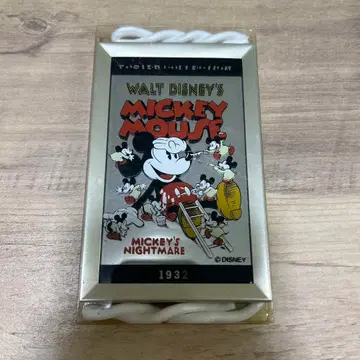 WALT DISNEY'S
MICKEY
MOUSE
MICKEY'S
NIGHTMARE
© DISNEY
1932